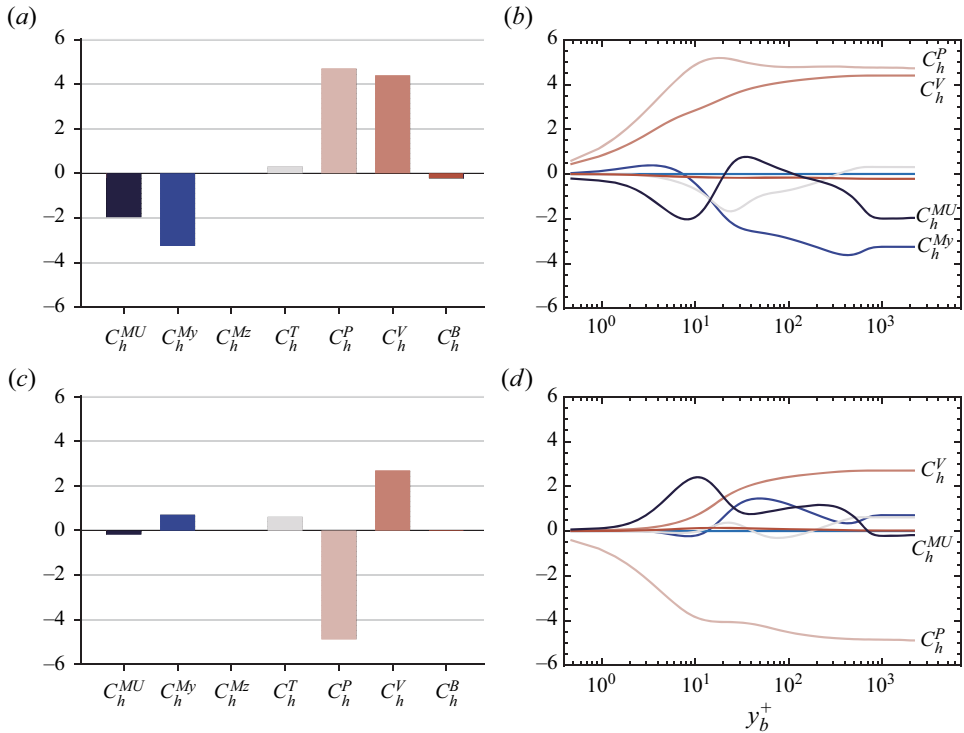 (a)
6
4
2
0
−2
−4
−6
C_h^{MU} C_h^{My} C_h^{Mz} C_h^T C_h^P C_h^V C_h^B
(b)
6
4
2
0
−2
−4
−6
C_h^P
C_h^V
C_h^{MU}
C_h^{My}
10^0 10^1 10^2 10^3
(c)
6
4
2
0
−2
−4
−6
C_h^{MU} C_h^{My} C_h^{Mz} C_h^T C_h^P C_h^V C_h^B
(d)
6
4
2
0
−2
−4
−6
C_h^V
C_h^{MU}
C_h^P
10^0 10^1 10^2 10^3
y_b^+